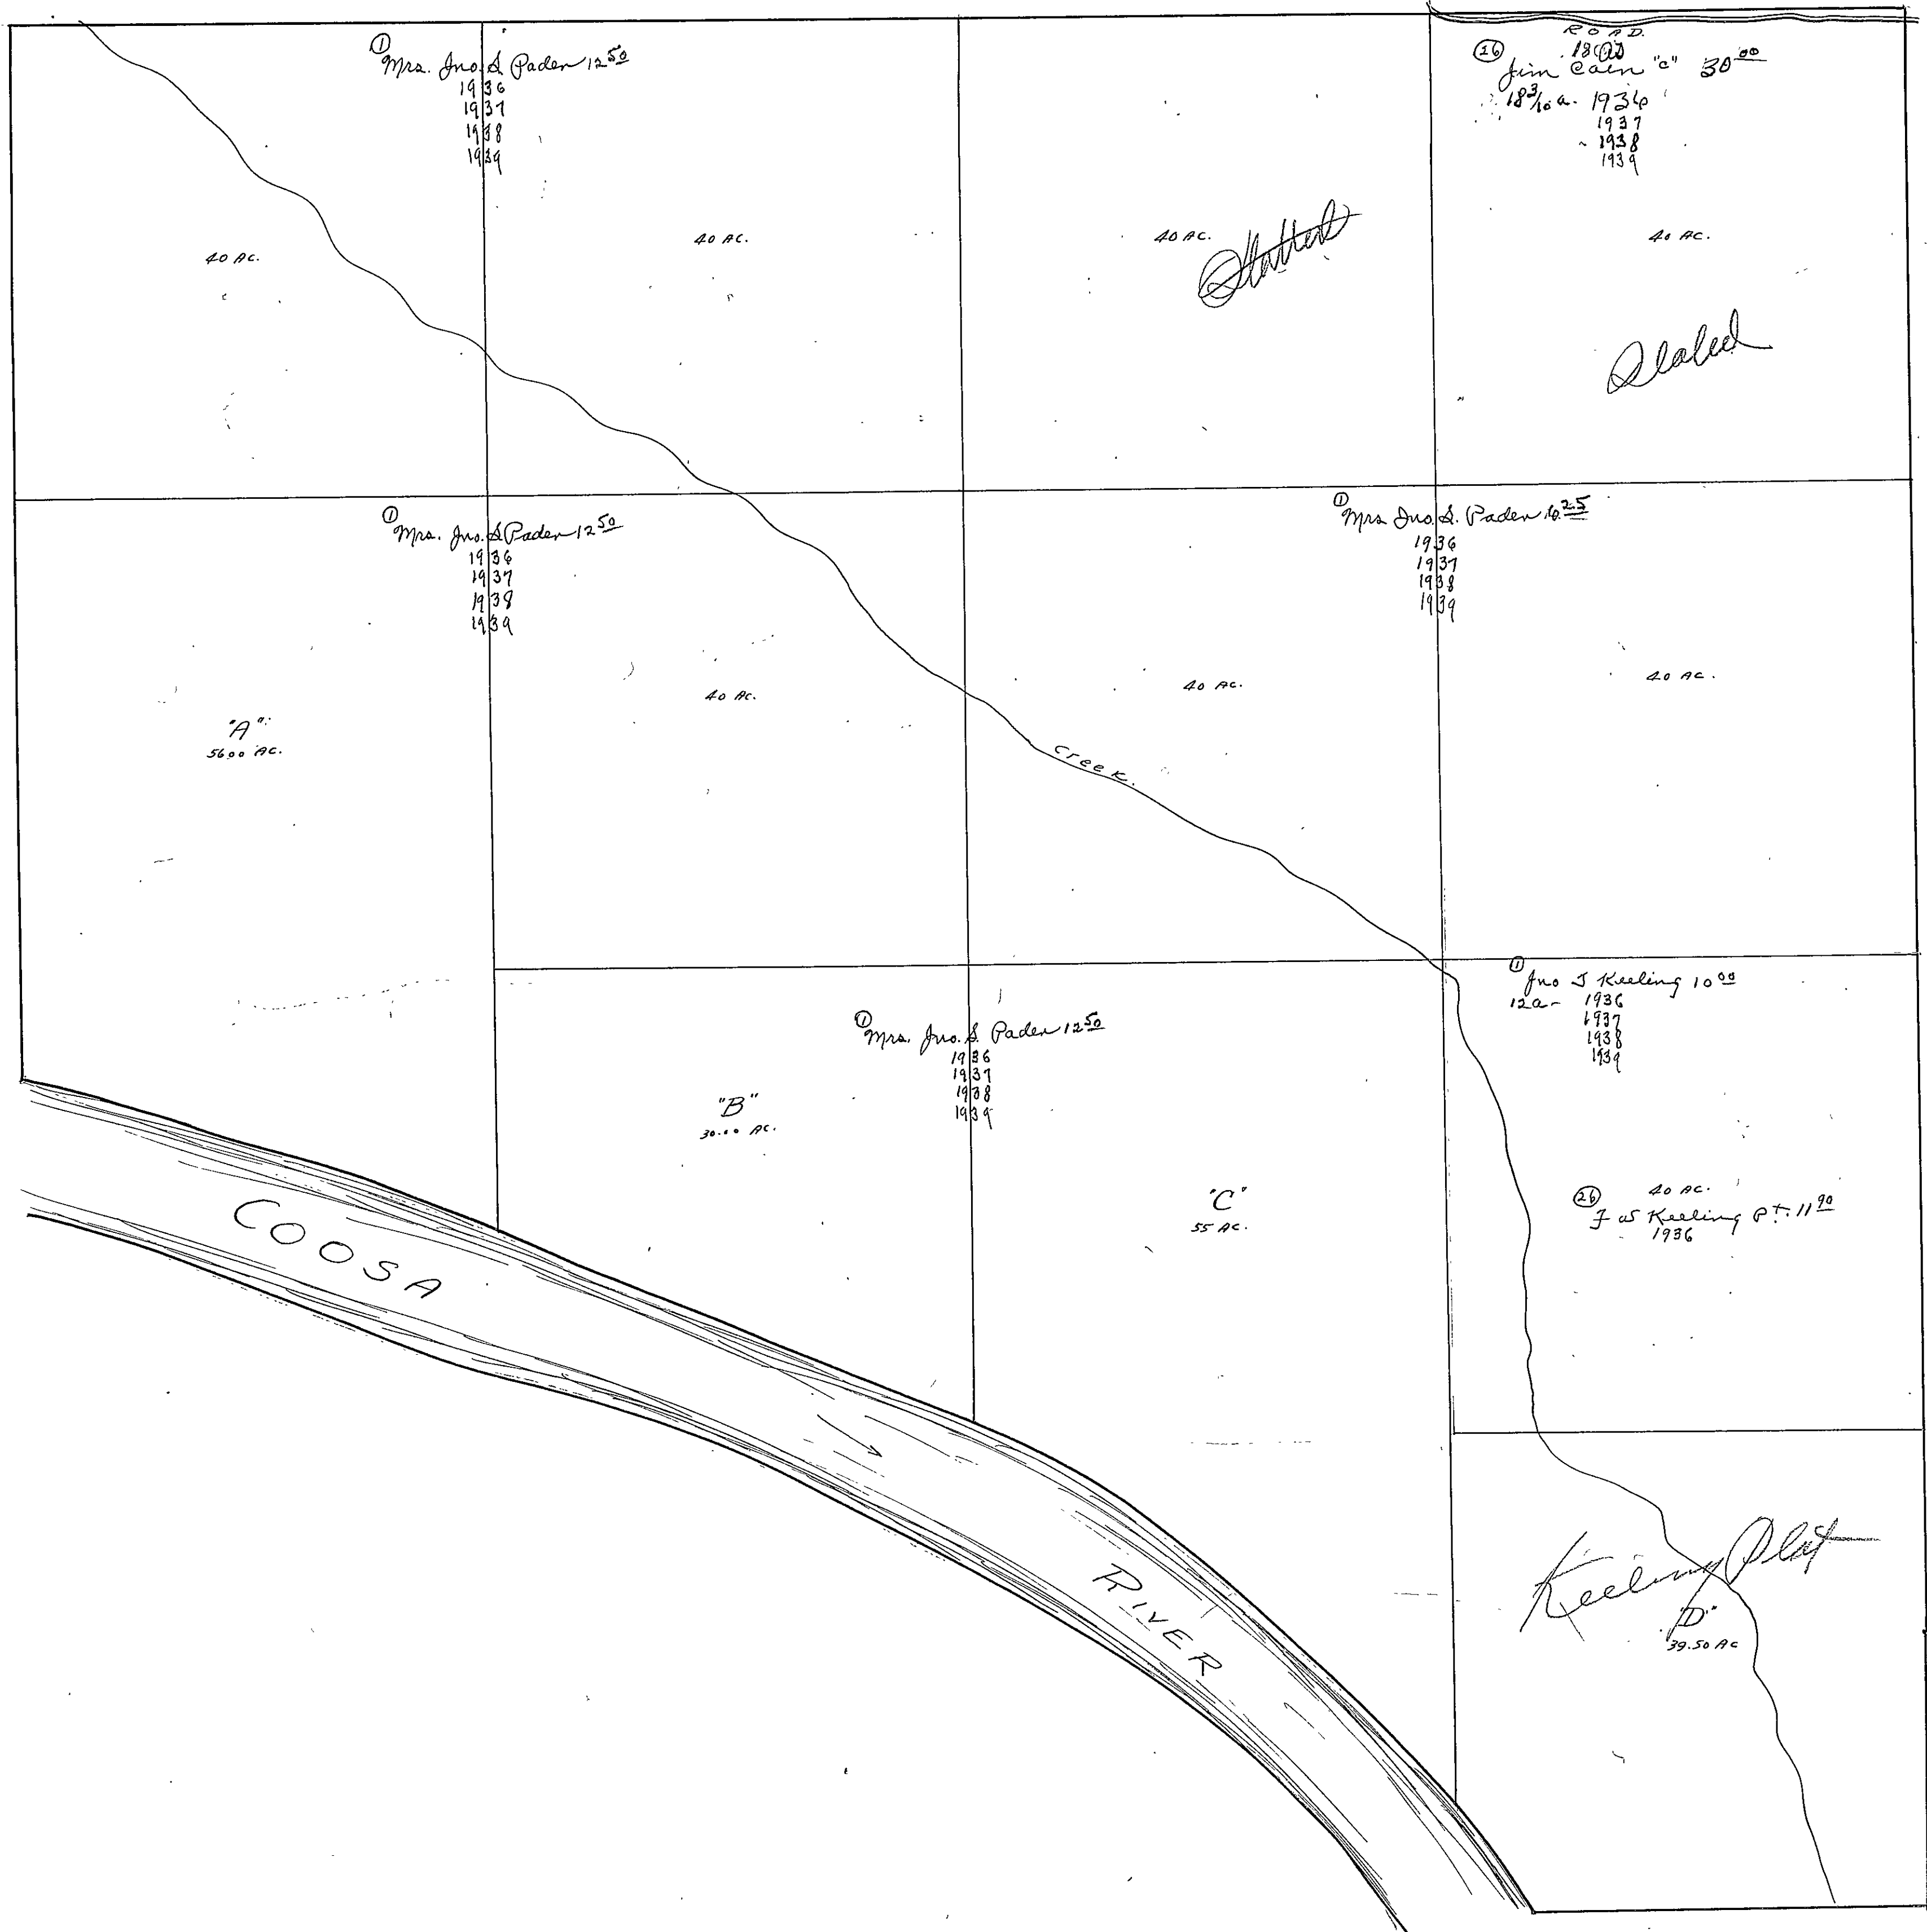 ROAD.
①
Mrs. Jno. S. Paden 12 50
1936
1937
1938
1939
㉖
Jim Cain "C" 30 00
18 3/10 a. 1936
1937
1938
1939
40 AC.
40 AC.
40 AC.
40 AC.
①
Mrs. Jno. S. Paden 12 50
1936
1937
1938
1939
①
Mrs Jno. S. Paden 16 25
1936
1937
1938
1939
"A"
56.00 AC.
40 AC.
40 AC.
40 AC.
Creek.
①
Mrs. Jno. S. Paden 12 50
1936
1937
1938
1939
①
Jno J Keeling 10 00
12a- 1936
1937
1938
1939
"B"
30.00 AC.
"C"
55 AC.
40 AC.
㉖
Keeling Pt. 11 90
1936
COOSA
RIVER
Keeling Plat
"D"
39.50 AC